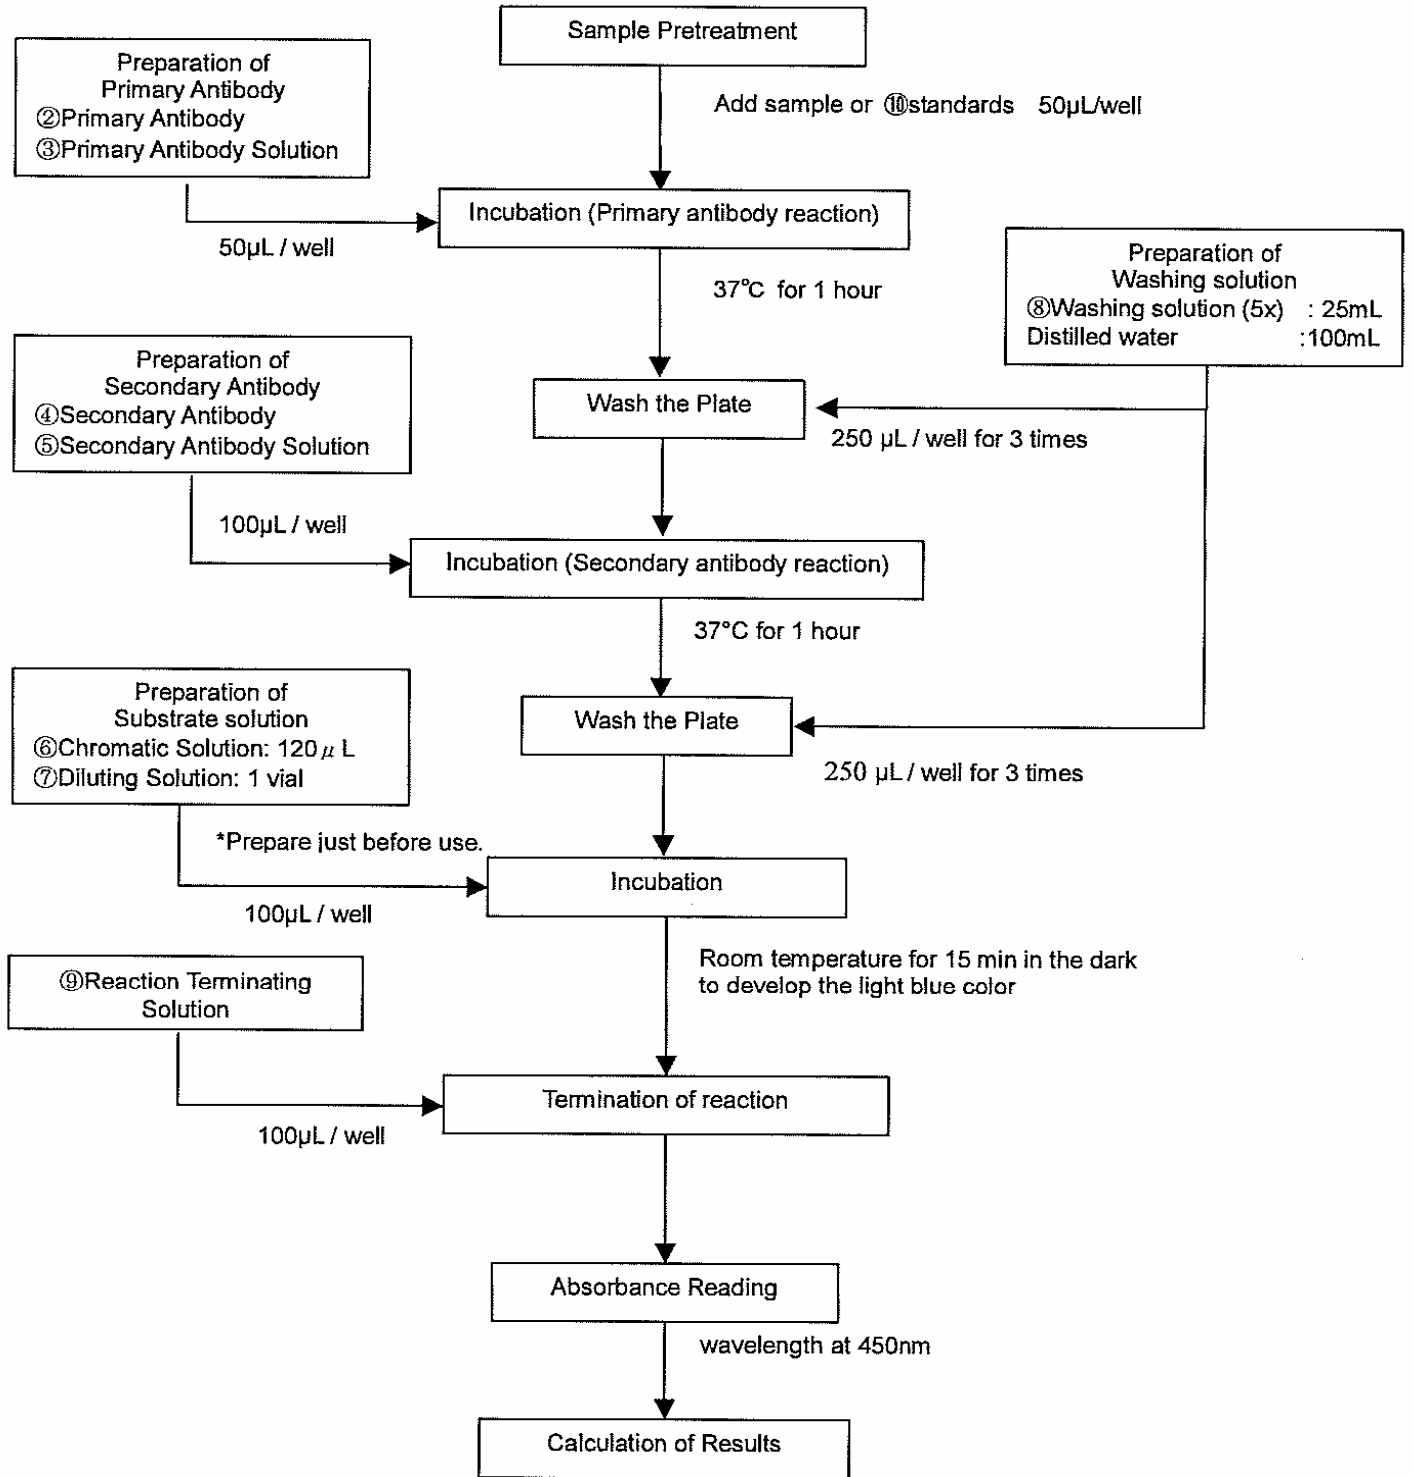 Sample Pretreatment
Preparation of
Primary Antibody
②Primary Antibody
③Primary Antibody Solution
Add sample or ⑩standards 50µL/well
Incubation (Primary antibody reaction)
50µL / well
37℃ for 1 hour
Preparation of
Washing solution
⑧Washing solution (5x) : 25mL
Distilled water :100mL
Preparation of
Secondary Antibody
④Secondary Antibody
⑤Secondary Antibody Solution
Wash the Plate
250 µL / well for 3 times
100µL / well
Incubation (Secondary antibody reaction)
37°C for 1 hour
Preparation of
Substrate solution
⑥Chromatic Solution: 120 µ L
⑦Diluting Solution: 1 vial
Wash the Plate
250 µL / well for 3 times
*Prepare just before use.
Incubation
100µL / well
Room temperature for 15 min in the dark
to develop the light blue color
⑨Reaction Terminating
Solution
Termination of reaction
100µL / well
Absorbance Reading
wavelength at 450nm
Calculation of Results